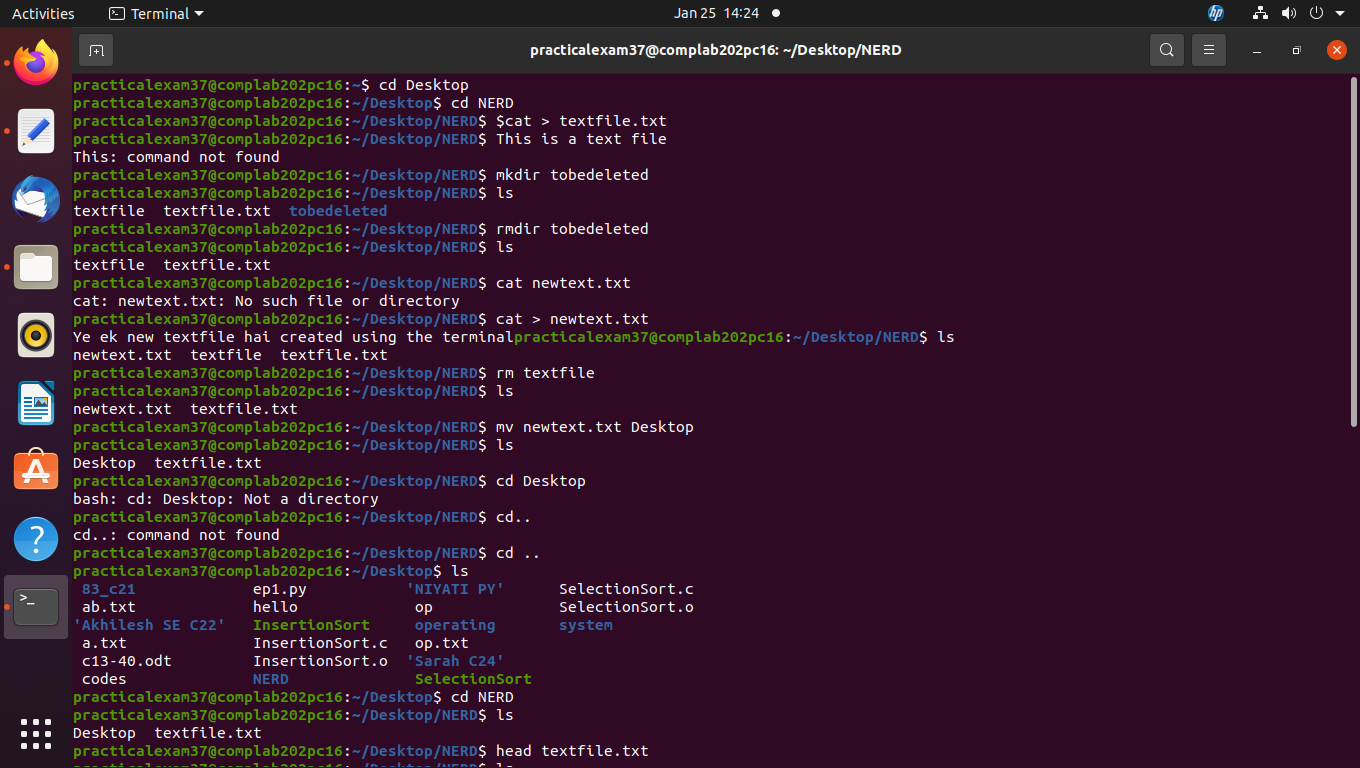 Activities Terminal Jan 25 14:24
practicalexam37@complab202pc16: ~/Desktop/NERD
practicalexam37@complab202pc16:~$ cd Desktop
practicalexam37@complab202pc16:~/Desktop$ cd NERD
practicalexam37@complab202pc16:~/Desktop/NERD$ $cat > textfile.txt
practicalexam37@complab202pc16:~/Desktop/NERD$ This is a text file
This: command not found
practicalexam37@complab202pc16:~/Desktop/NERD$ mkdir tobedeleted
practicalexam37@complab202pc16:~/Desktop/NERD$ ls
textfile  textfile.txt  tobedeleted
practicalexam37@complab202pc16:~/Desktop/NERD$ rmdir tobedeleted
practicalexam37@complab202pc16:~/Desktop/NERD$ ls
textfile  textfile.txt
practicalexam37@complab202pc16:~/Desktop/NERD$ cat newtext.txt
cat: newtext.txt: No such file or directory
practicalexam37@complab202pc16:~/Desktop/NERD$ cat > newtext.txt
Ye ek new textfile hai created using the terminalpracticalexam37@complab202pc16:~/Desktop/NERD$ ls
newtext.txt  textfile  textfile.txt
practicalexam37@complab202pc16:~/Desktop/NERD$ rm textfile
practicalexam37@complab202pc16:~/Desktop/NERD$ ls
newtext.txt  textfile.txt
practicalexam37@complab202pc16:~/Desktop/NERD$ mv newtext.txt Desktop
practicalexam37@complab202pc16:~/Desktop/NERD$ ls
Desktop  textfile.txt
practicalexam37@complab202pc16:~/Desktop/NERD$ cd Desktop
bash: cd: Desktop: Not a directory
practicalexam37@complab202pc16:~/Desktop/NERD$ cd..
cd..: command not found
practicalexam37@complab202pc16:~/Desktop/NERD$ cd ..
practicalexam37@complab202pc16:~/Desktop$ ls
83_c21  ep1.py  'NIYATI PY'  SelectionSort.c
ab.txt  hello  op  SelectionSort.o
'Akhilesh SE C22'  InsertionSort  operating  system
a.txt  InsertionSort.c  op.txt
c13-40.odt  InsertionSort.o  'Sarah C24'
codes  NERD  SelectionSort
practicalexam37@complab202pc16:~/Desktop$ cd NERD
practicalexam37@complab202pc16:~/Desktop/NERD$ ls
Desktop  textfile.txt
practicalexam37@complab202pc16:~/Desktop/NERD$ head textfile.txt
practicalexam37@complab202pc16:~/Desktop/NERD$ ls